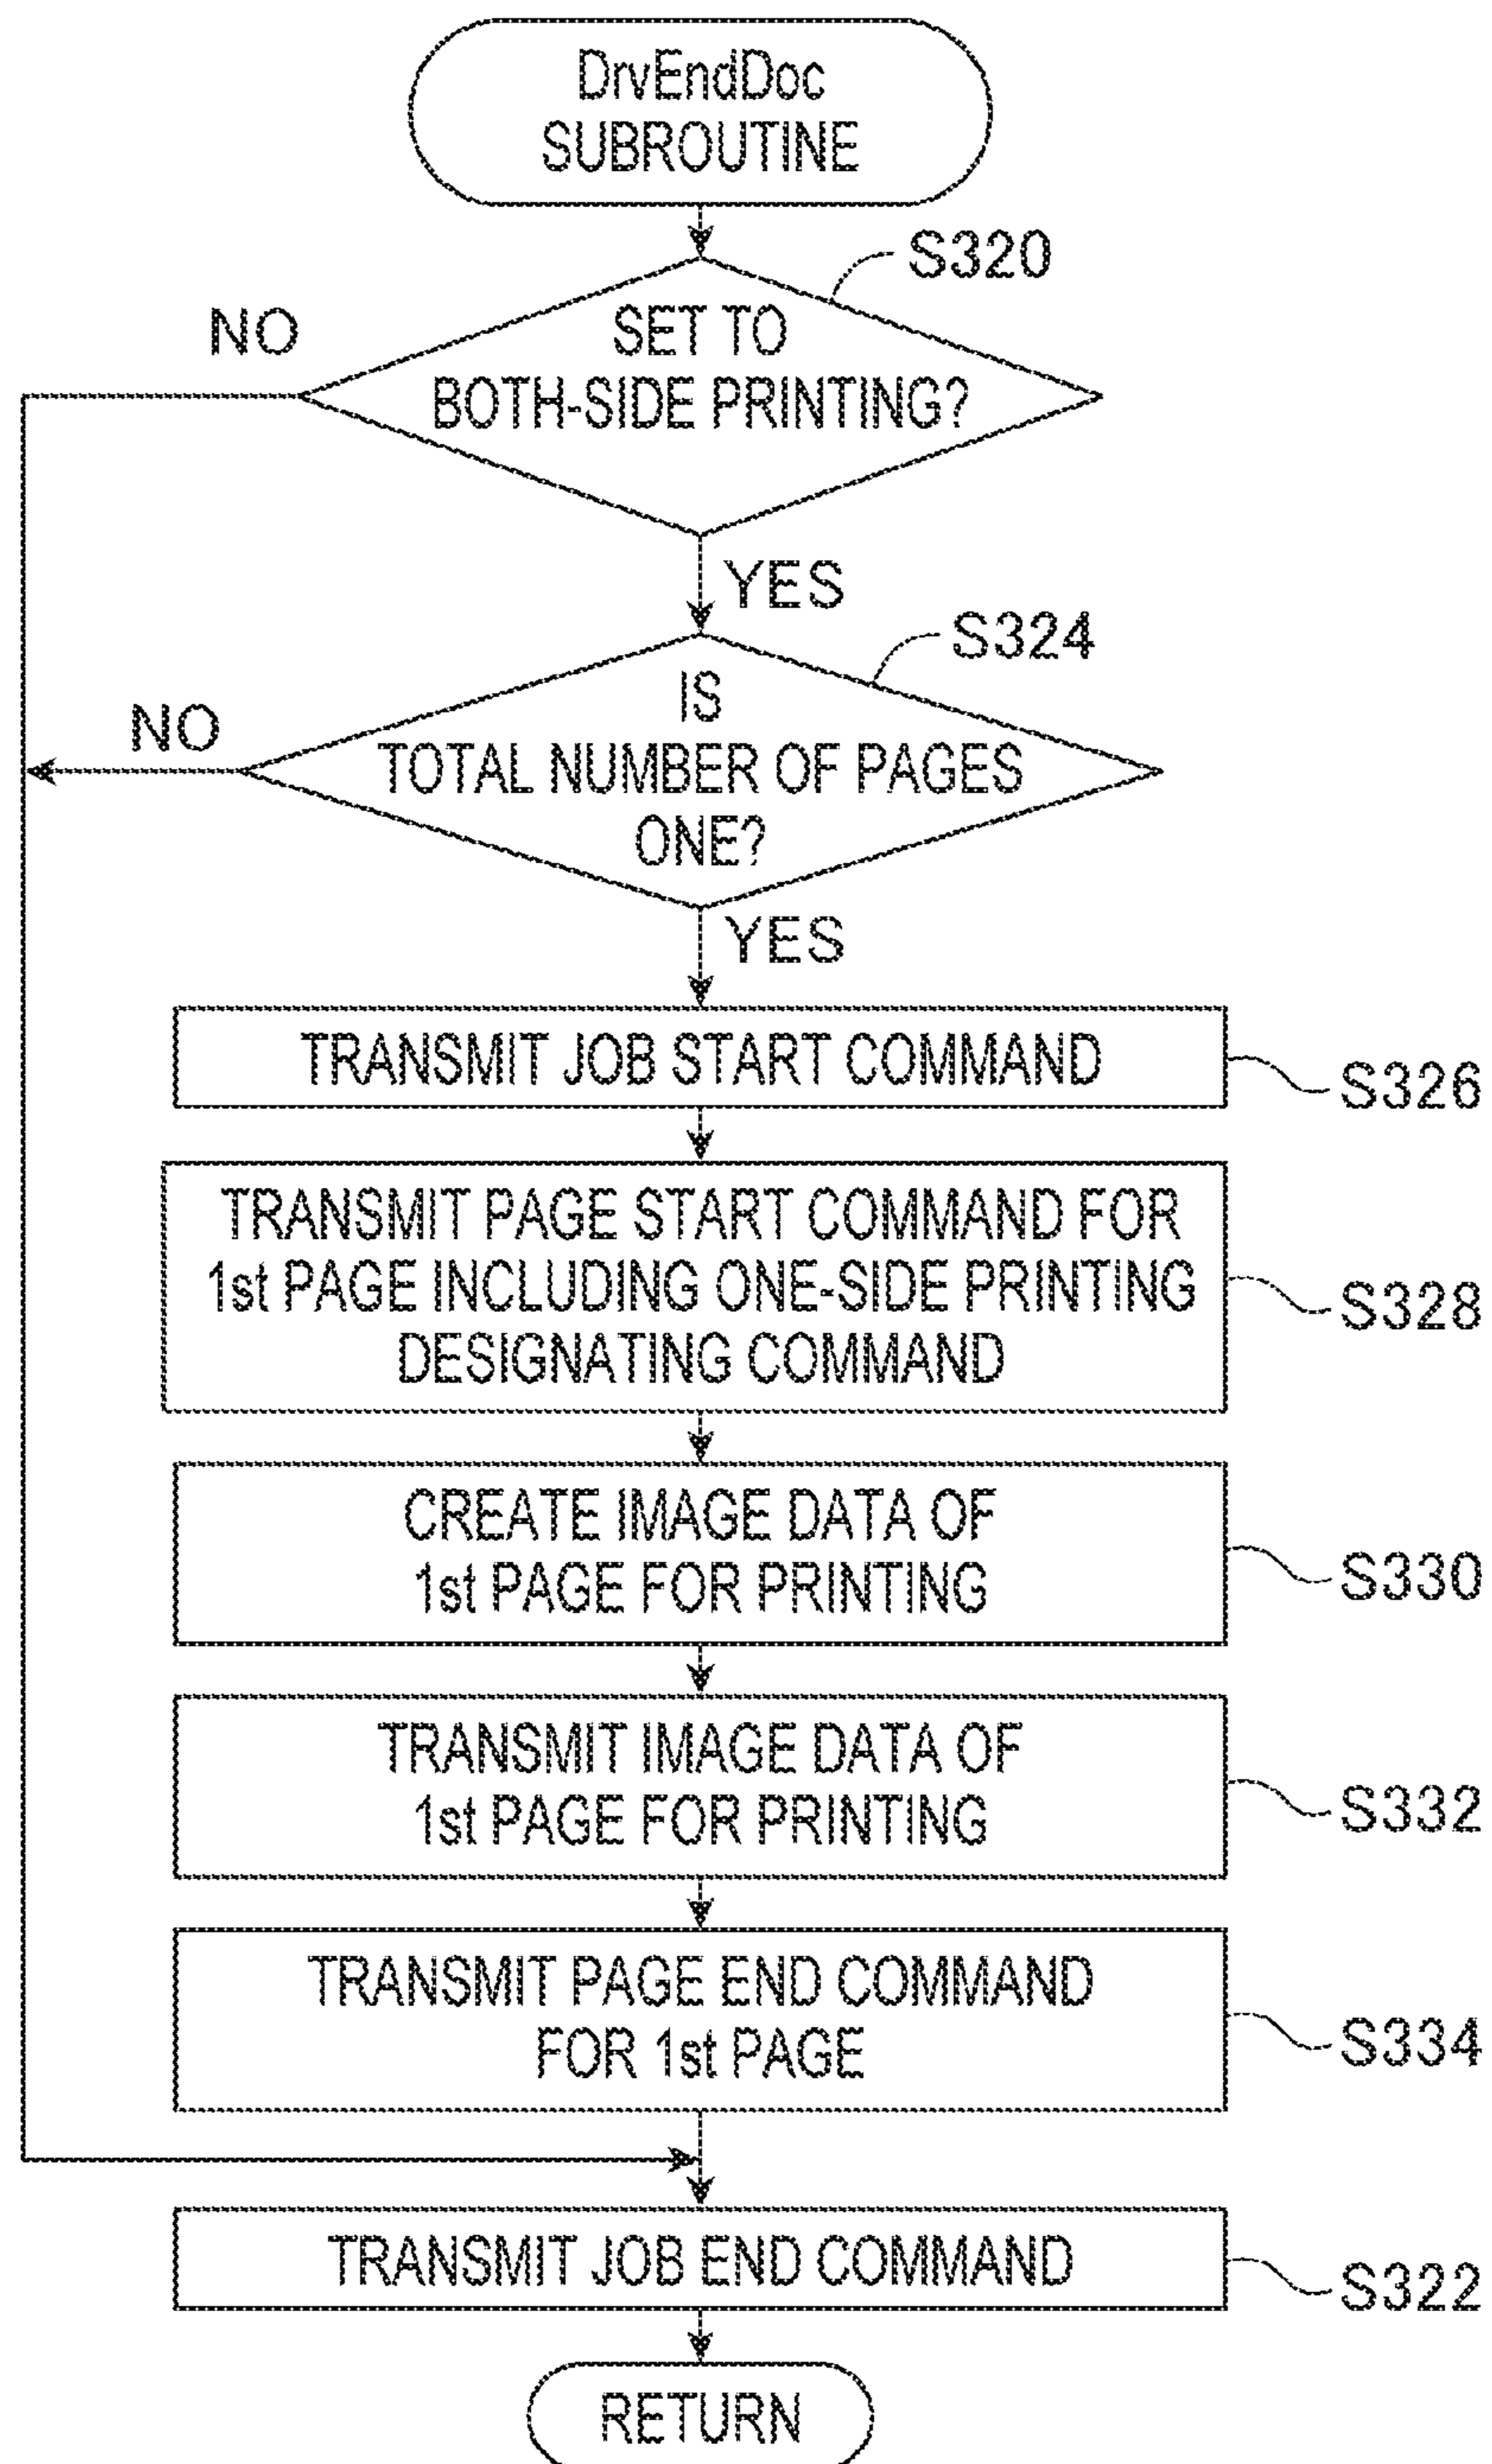 DrvEndDoc
SUBROUTINE
S320
NO
SET TO
BOTH-SIDE PRINTING?
YES
S324
NO
IS
TOTAL NUMBER OF PAGES
ONE?
YES
TRANSMIT JOB START COMMAND
S326
TRANSMIT PAGE START COMMAND FOR
1st PAGE INCLUDING ONE-SIDE PRINTING
DESIGNATING COMMAND
S328
CREATE IMAGE DATA OF
1st PAGE FOR PRINTING
S330
TRANSMIT IMAGE DATA OF
1st PAGE FOR PRINTING
S332
TRANSMIT PAGE END COMMAND
FOR 1st PAGE
S334
TRANSMIT JOB END COMMAND
S322
RETURN